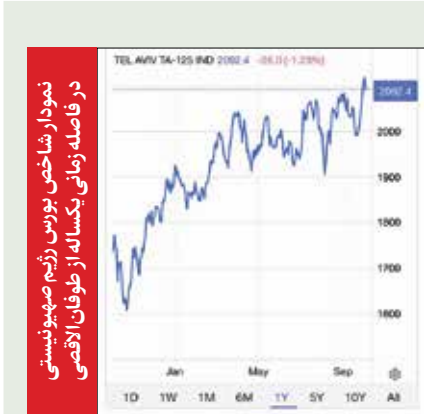 نمودار شاخص بورس رژیم صهیونیستی
در فاصله زمانی یکساله از طوفان الاقصی
TEL AVIV TA-125 IND 2092.4 -26.0 (-1.23%)
2092.4
2000
1900
1800
1700
1600
Jan May Sep
1D 1W 1M 6M 1Y 5Y 10Y All